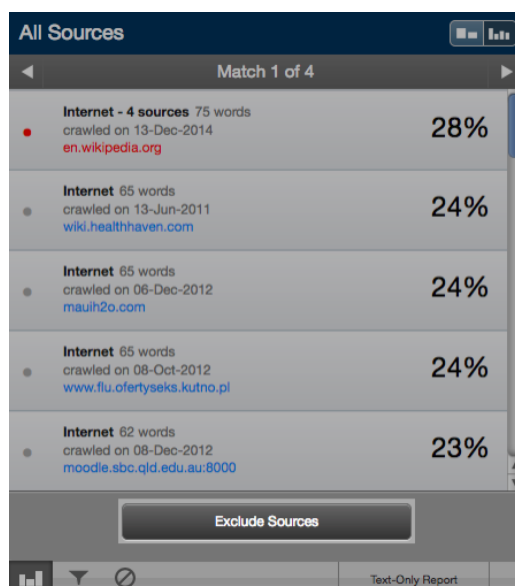 All Sources
Match 1 of 4
Internet - 4 sources 75 words
crawled on 13-Dec-2014
en.wikipedia.org
28%
Internet 65 words
crawled on 13-Jun-2011
wiki.healthhaven.com
24%
Internet 65 words
crawled on 06-Dec-2012
mauih2o.com
24%
Internet 65 words
crawled on 08-Oct-2012
www.flu.ofertyseks.kutno.pl
24%
Internet 62 words
crawled on 08-Dec-2012
moodle.sbc.qld.edu.au:8000
23%
Exclude Sources
Text-Only Report